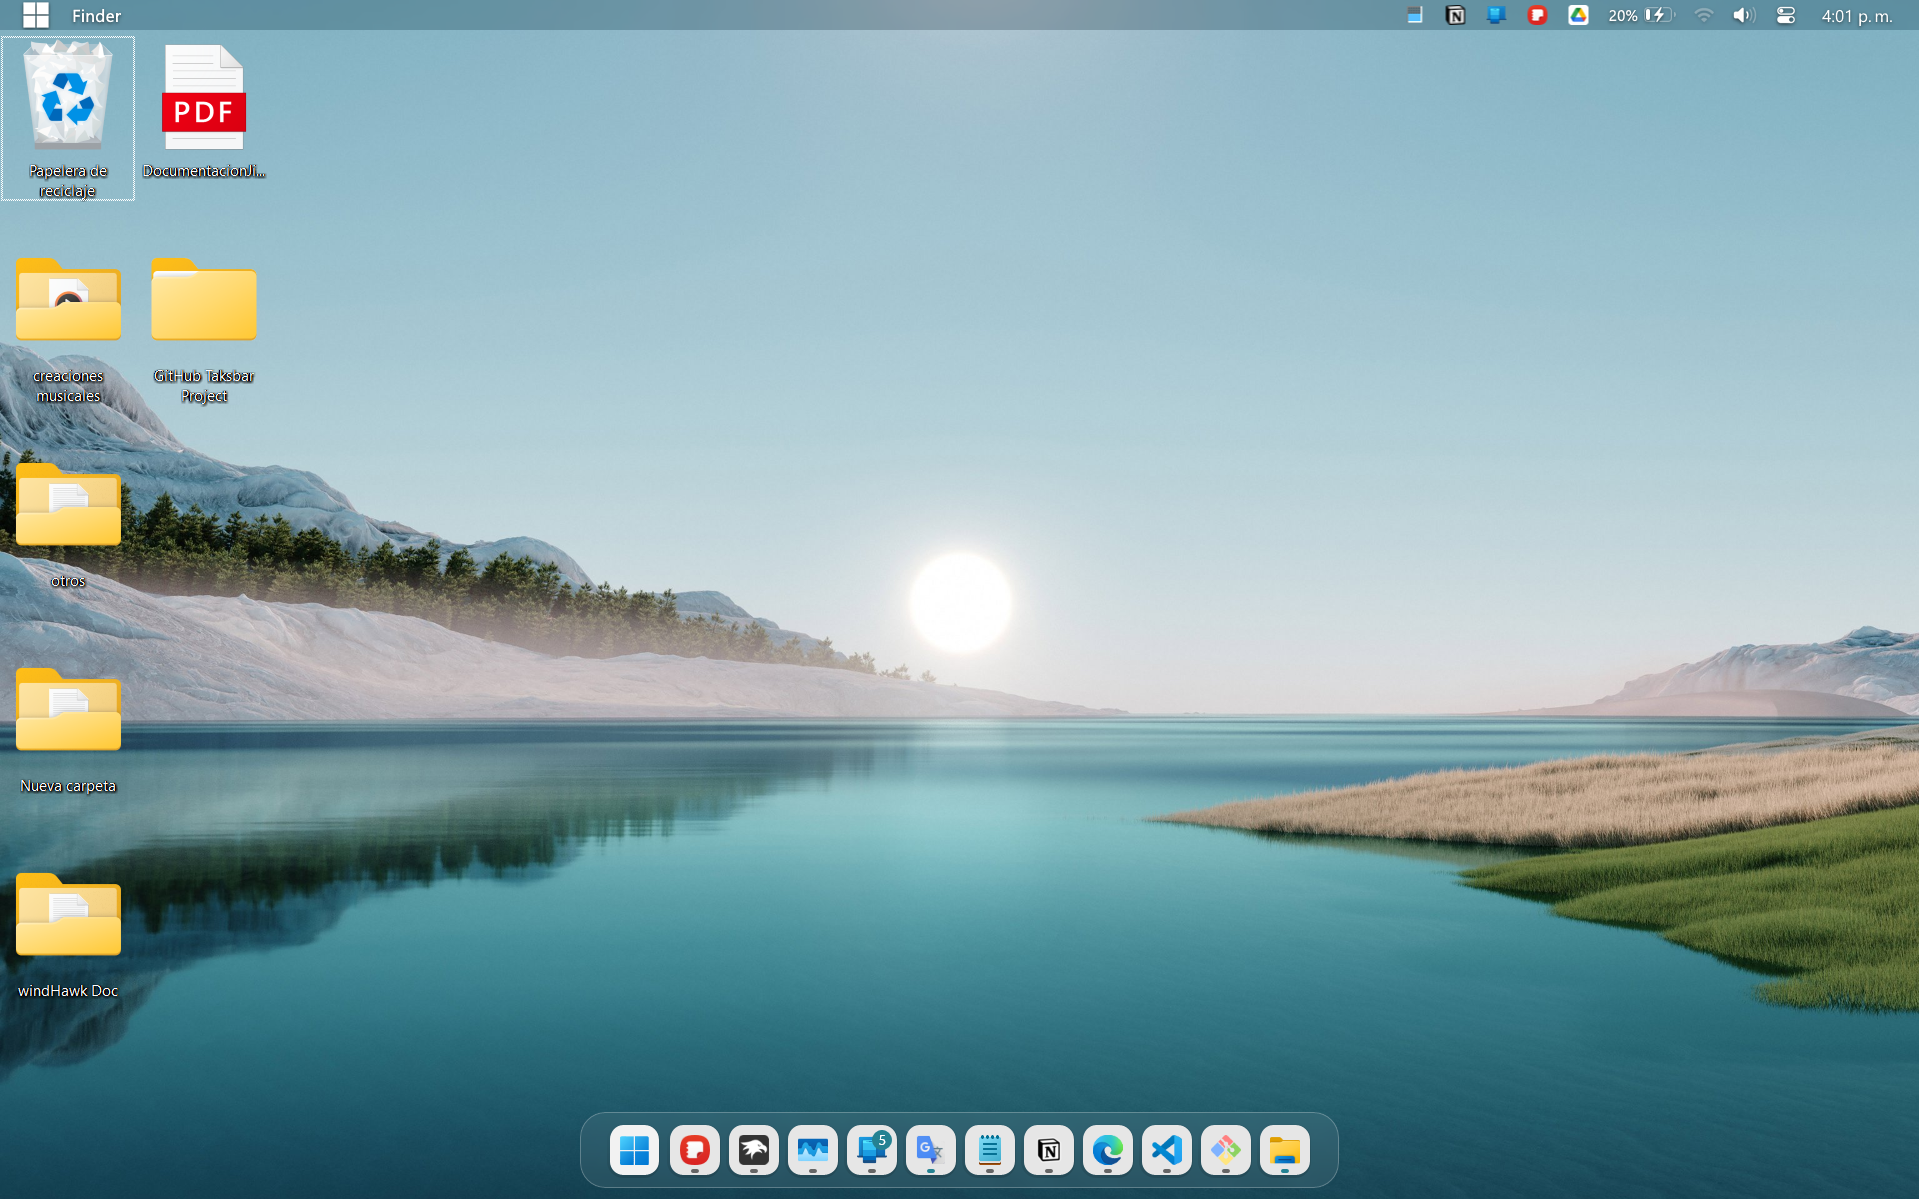 Finder
20%
4:01 p. m.
Papelera de
reciclaje
PDF
DocumentacionJi...
creaciones
musicales
GitHub Taksbar
Project
otros
Nueva carpeta
windHawk Doc
5